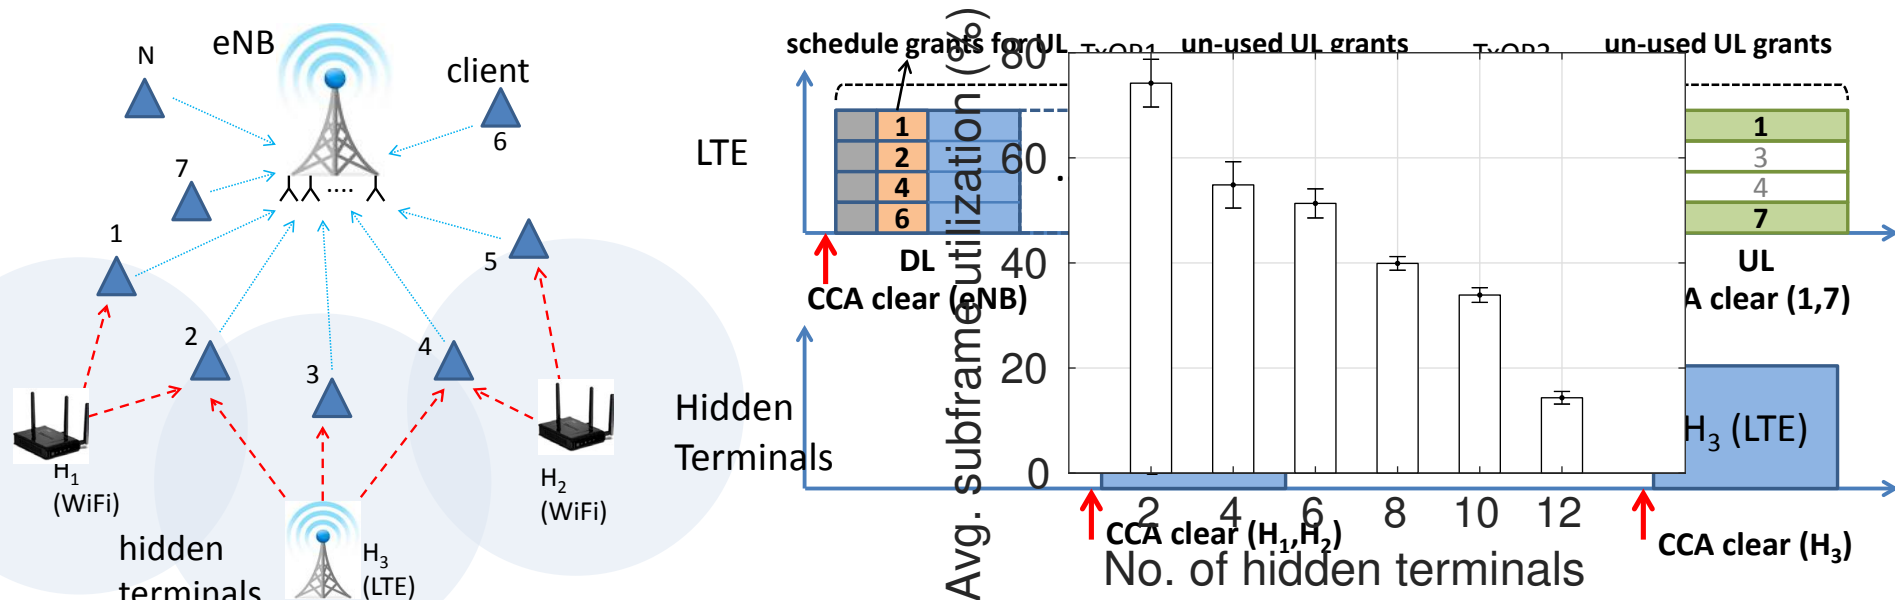 eNB
N
client
6
7
....
1
5
2
4
3
H1
(WiFi)
H2
(WiFi)
hidden
terminals
H3
(LTE)
schedule grants for UL
un-used UL grants
un-used UL grants
LTE
1
2
4
6
DL
CCA clear (eNB)
1
3
4
7
UL
A clear (1,7)
Hidden
Terminals
H3 (LTE)
CCA clear (H1,H2)
CCA clear (H3)
Avg. subframe utilization (%)
80
60
40
20
0
2 4 6 8 10 12
No. of hidden terminals